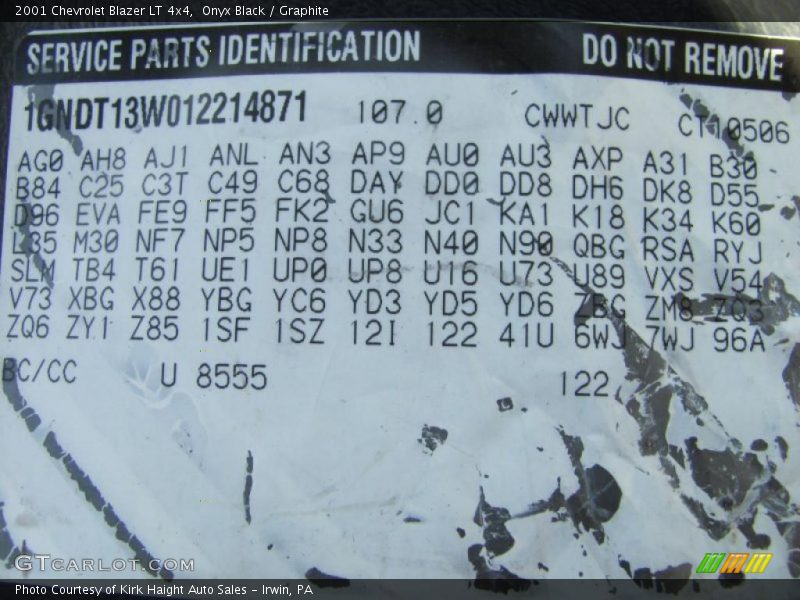 2001 Chevrolet Blazer LT 4x4, Onyx Black / Graphite
SERVICE PARTS IDENTIFICATION DO NOT REMOVE
1GNDT13W012214871 107.0 CWWTJC CT10506
AG0 AH8 AJ1 ANL AN3 AP9 AU0 AU3 AXP A31 B30
B84 C25 C3T C49 C68 DAY DD0 DD8 DH6 DK8 D55
D96 EVA FE9 FF5 FK2 GU6 JC1 KA1 K18 K34 K60
L35 M30 NF7 NP5 NP8 N33 N40 N90 QBG RSA RYJ
SLM TB4 T61 UE1 UP0 UP8 U16 U73 U89 VXS V54
V73 XBG X88 YBG YC6 YD3 YD5 YD6 ZBG ZM8 ZQ3
ZQ6 ZY1 Z85 1SF 1SZ 12I 122 41U 6WJ 7WJ 96A
BC/CC U 8555 122
GTCARLOT.COM
Photo Courtesy of Kirk Haight Auto Sales - Irwin, PA